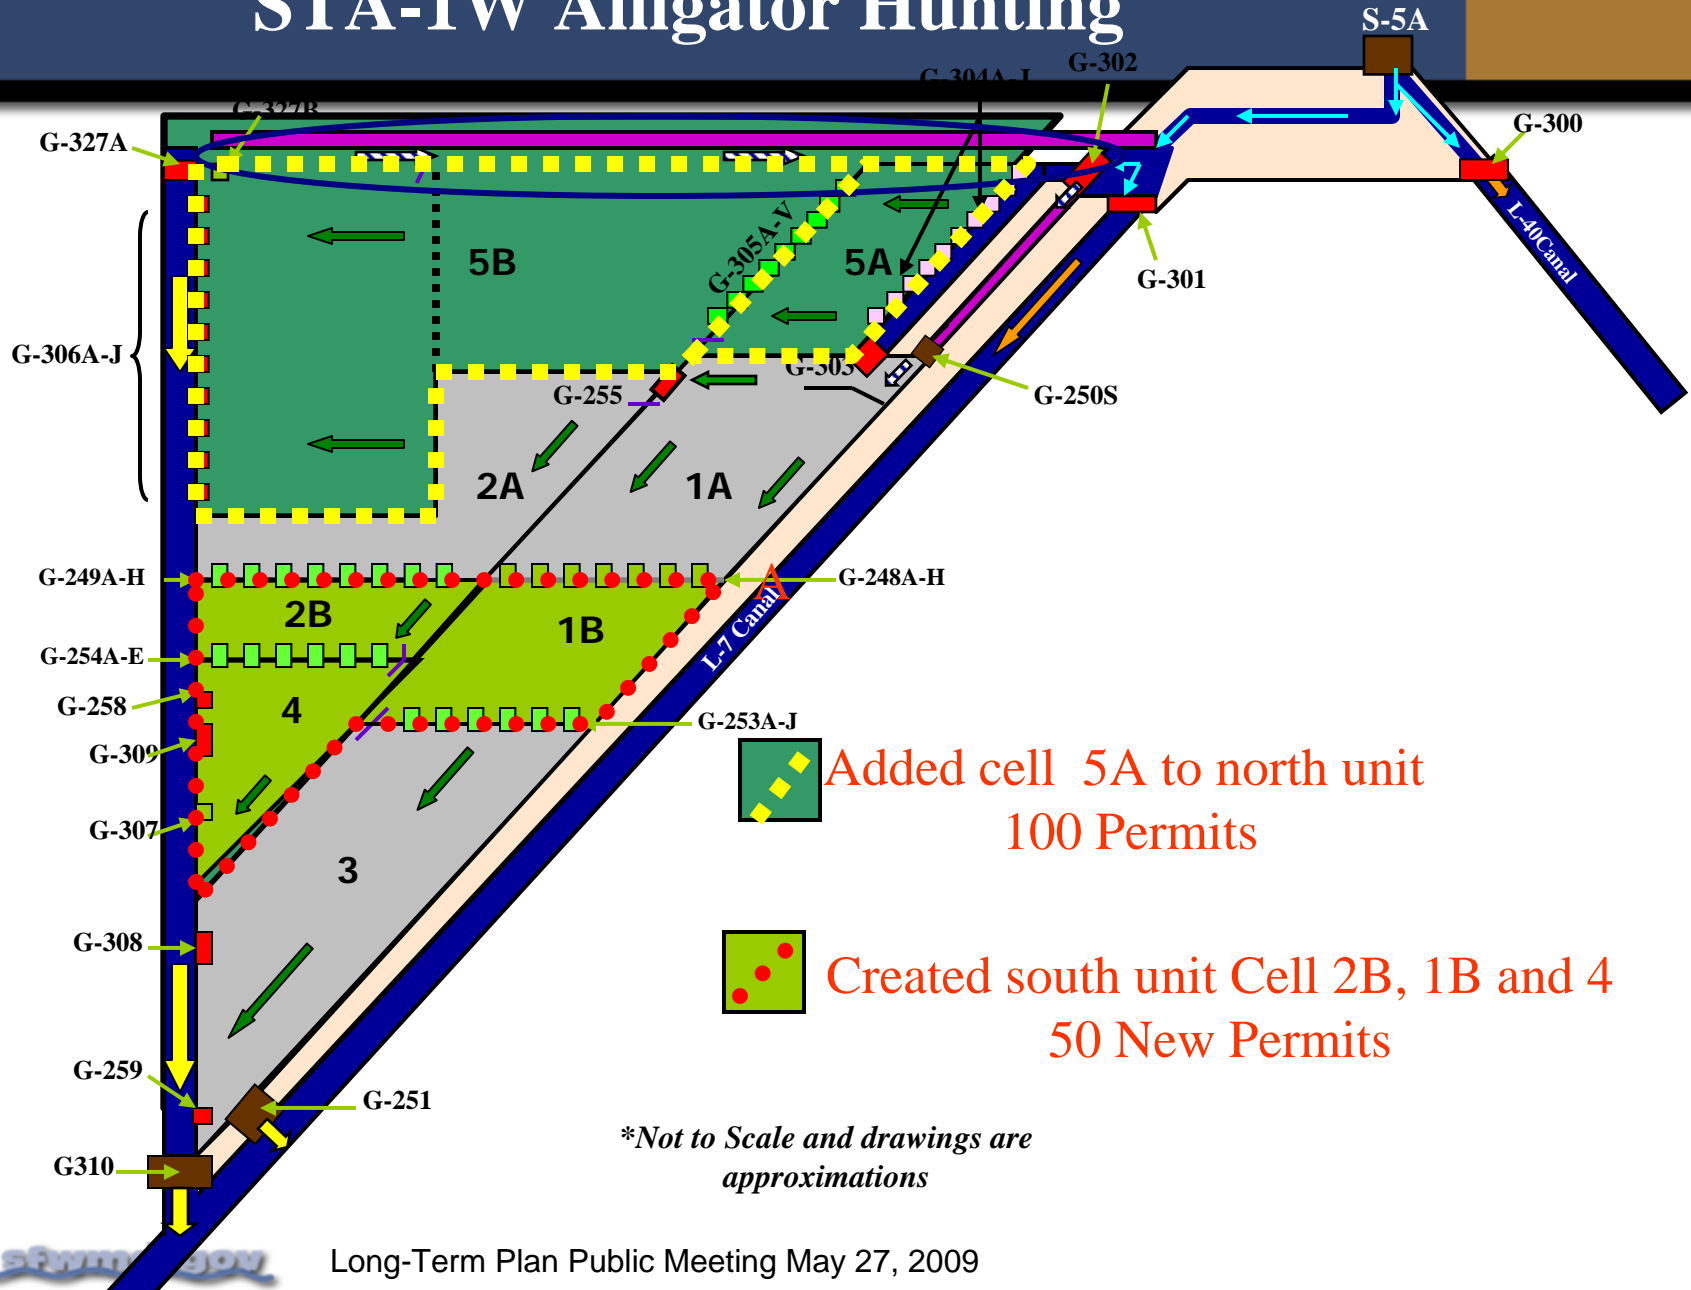 STA-1W Alligator Hunting
S-5A
G-302
G-304A-J
G-327B
G-327A
G-300
L-40Canal
G-305A-V
5B
5A
G-301
G-306A-J
G-303
G-255
G-250S
2A
1A
G-249A-H
G-248A-H
A
2B
1B
L-7 Canal
G-254A-E
G-258
4
G-253A-J
G-309
Added cell 5A to north unit
100 Permits
G-307
3
G-308
Created south unit Cell 2B, 1B and 4
50 New Permits
G-259
G-251
*Not to Scale and drawings are
approximations
G310
sfwmd.gov
Long-Term Plan Public Meeting May 27, 2009